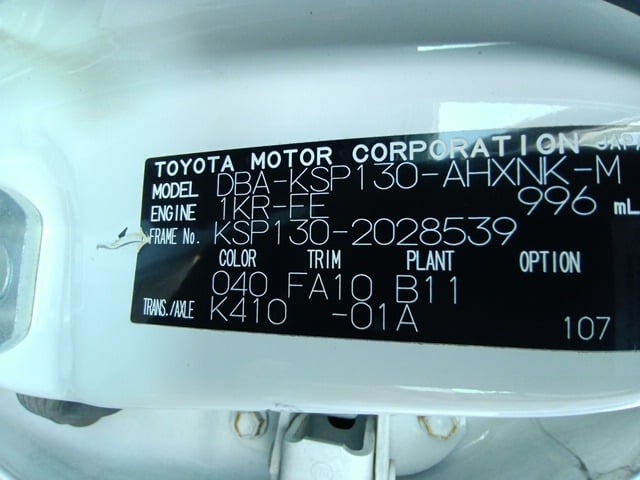 TOYOTA MOTOR CORPORATION JAPA
MODEL DBA-KSP130-AHXNK-M
ENGINE 1KR-FE 996 mL
FRAME No. KSP130-2028539
COLOR TRIM PLANT OPTION
040 FA10 B11
TRANS./AXLE K410 -01A
107